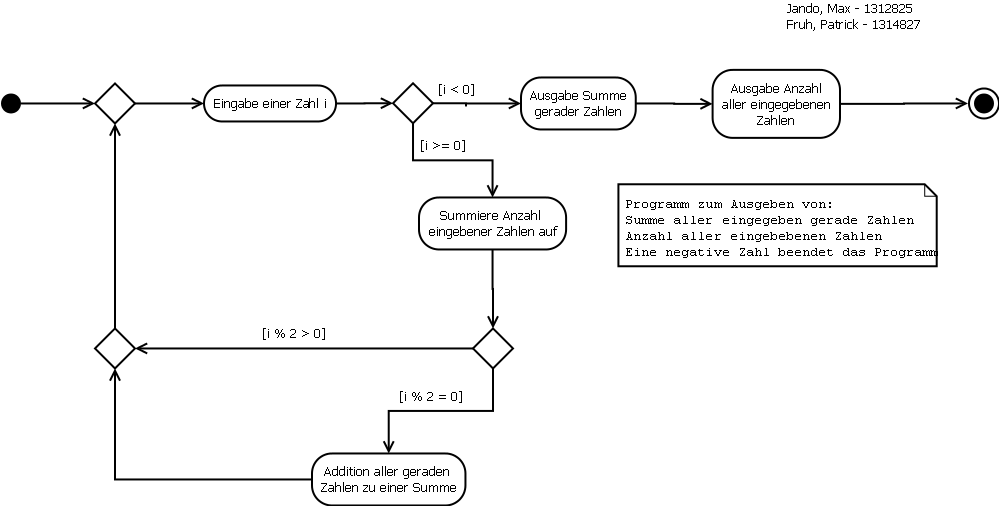 Jando, Max - 1312825
Fruh, Patrick - 1314827
[i < 0]
Eingabe einer Zahl i
Ausgabe Summe
gerader Zahlen
Ausgabe Anzahl
aller eingegebenen
Zahlen
[i >= 0]
Summiere Anzahl
eingebener Zahlen auf
Programm zum Ausgeben von:
Summe aller eingegeben gerade Zahlen
Anzahl aller eingebebenen Zahlen
Eine negative Zahl beendet das Programm
[i % 2 > 0]
[i % 2 = 0]
Addition aller geraden
Zahlen zu einer Summe